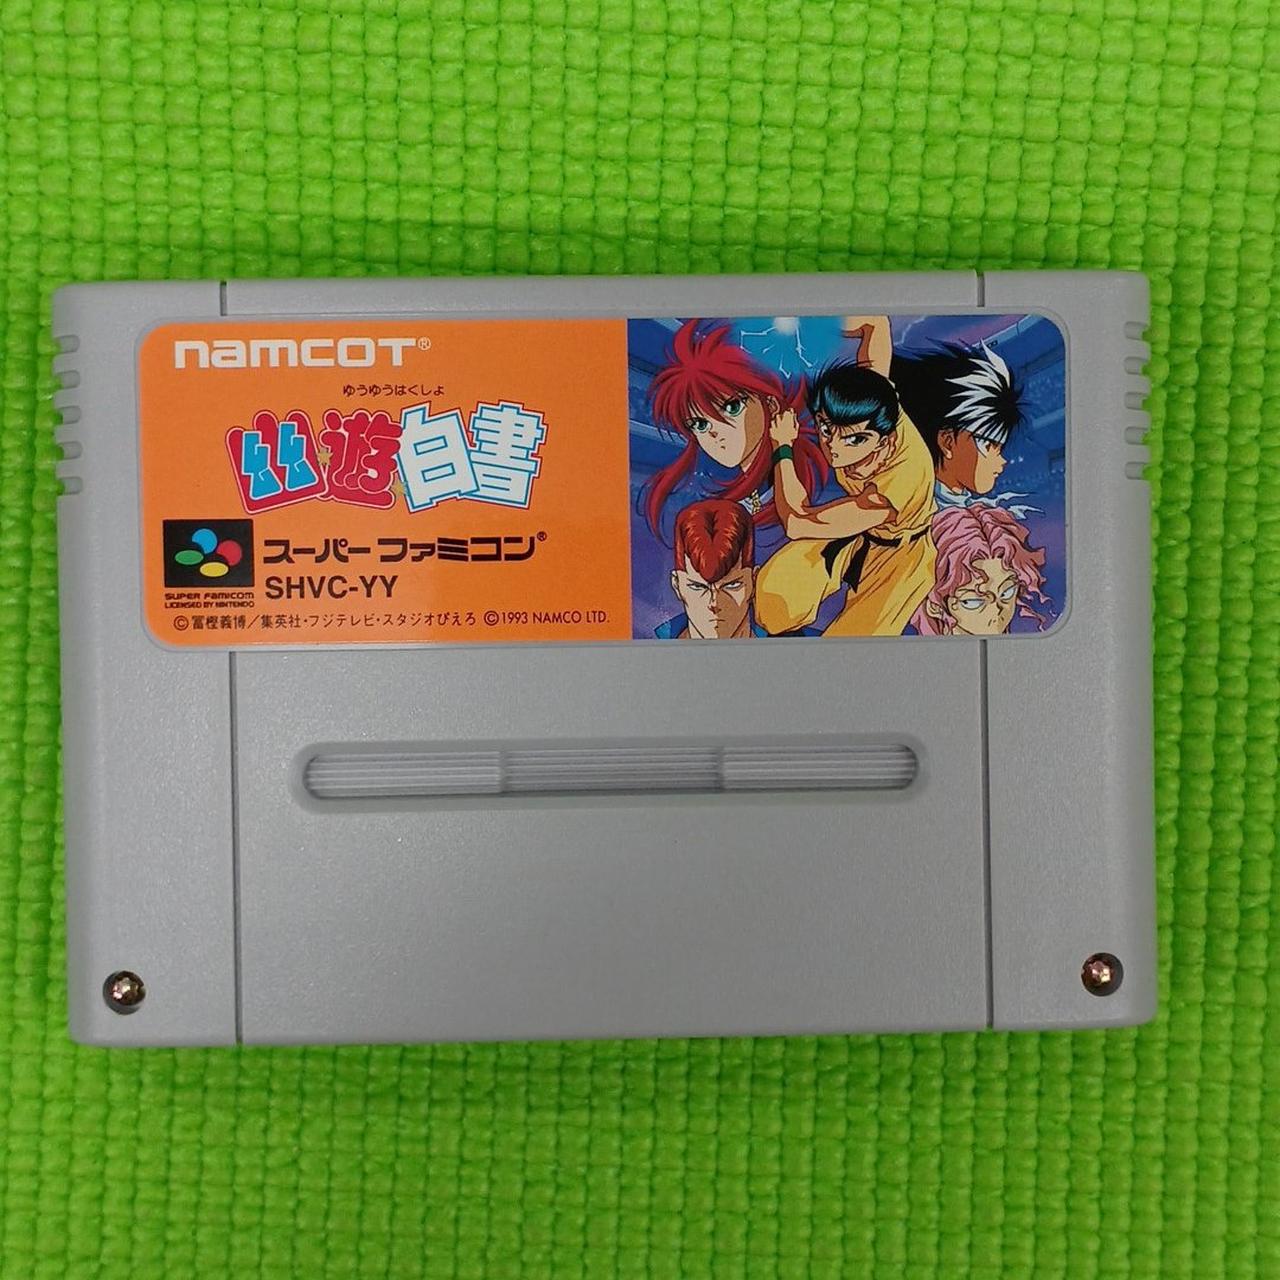 namcot®
ゆうゆうはくしょ
幽☆遊☆白書
スーパーファミコン®
SHVC-YY
SUPER FAMICOM
LICENSED BY NINTENDO
©冨樫義博/集英社・フジテレビ・スタジオぴえろ ©1993 NAMCO LTD.